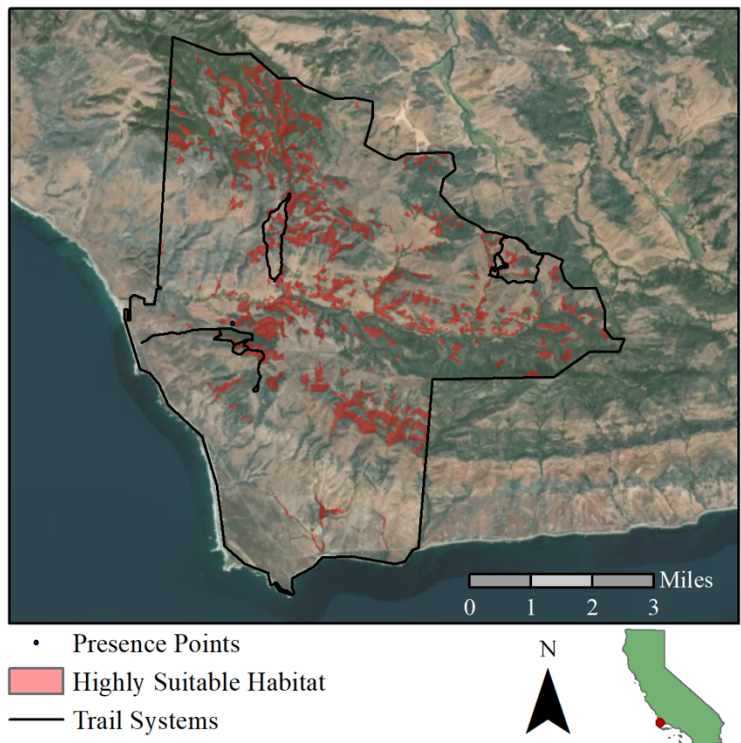 Miles
0 1 2 3
Presence Points
Highly Suitable Habitat
Trail Systems
N